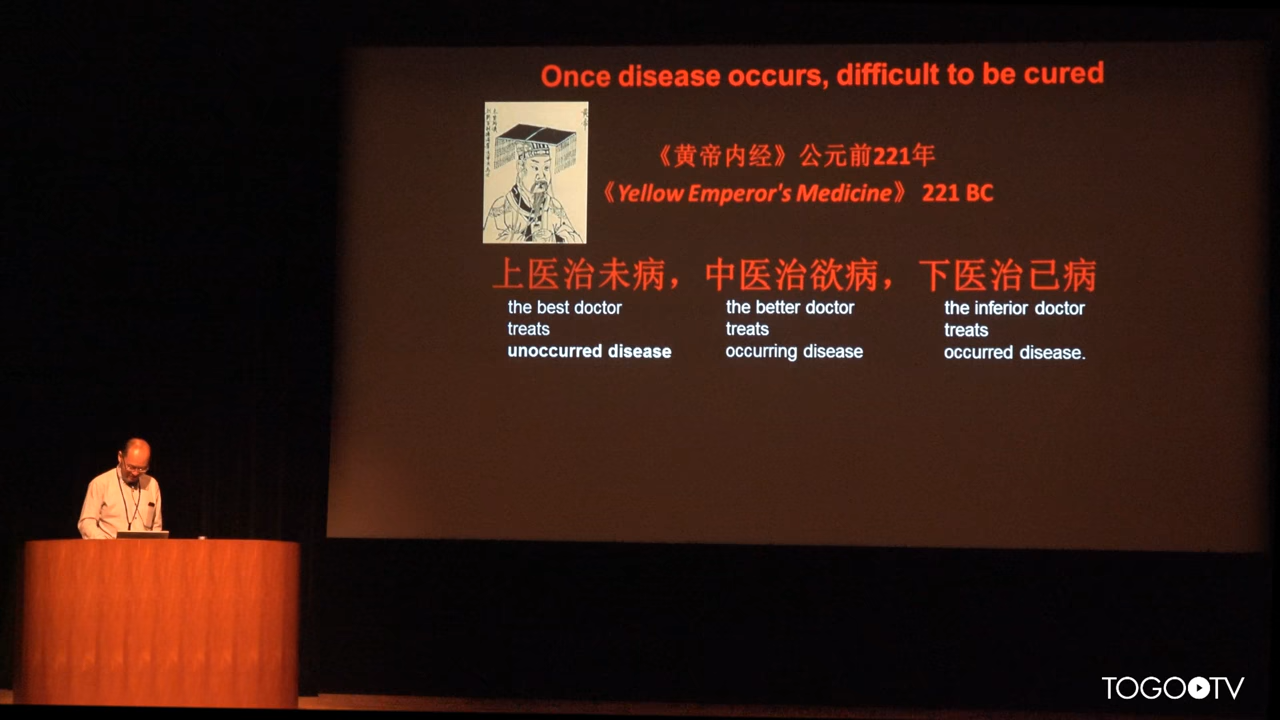 Once disease occurs, difficult to be cured
《黄帝内经》公元前221年
《Yellow Emperor's Medicine》 221 BC
上医治未病，中医治欲病，下医治已病
the best doctor
treats
unoccurred disease
the better doctor
treats
occurring disease
the inferior doctor
treats
occurred disease.
TOGOTV